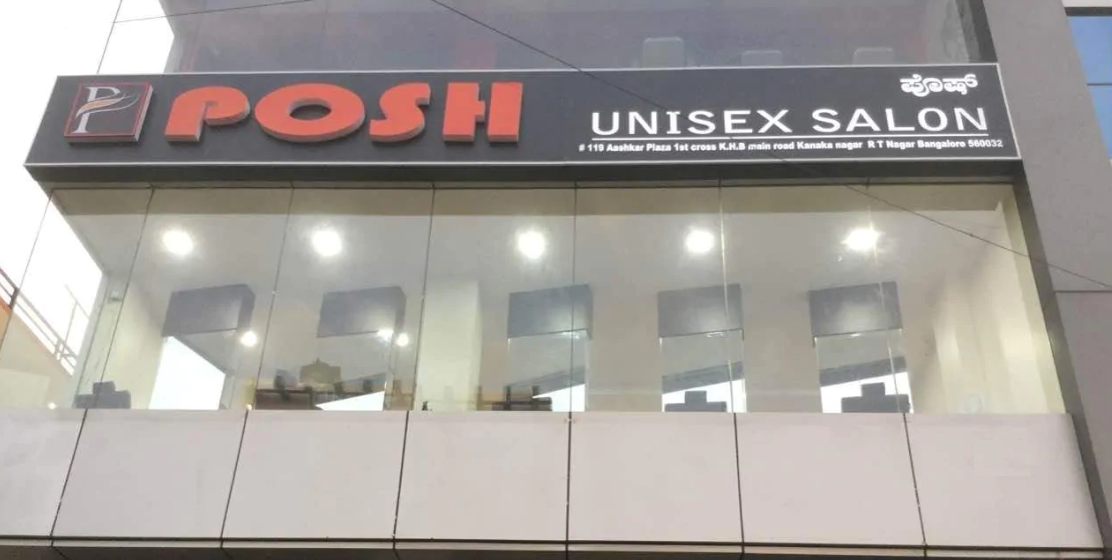 P POSH
ಪೊಷ್
UNISEX SALON
# 119 Aashkar Plaza 1st cross K.H.B main road Kanaka nagar R T Nagar Bangalore 560032